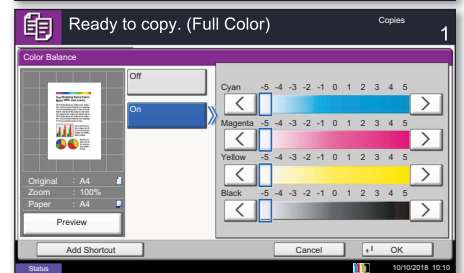 Ready to copy. (Full Color)
Copies
1
Color Balance
Off
On
Cyan -5 -4 -3 -2 -1 0 1 2 3 4 5
Magenta -5 -4 -3 -2 -1 0 1 2 3 4 5
Yellow -5 -4 -3 -2 -1 0 1 2 3 4 5
Black -5 -4 -3 -2 -1 0 1 2 3 4 5
Original : A4
Zoom : 100%
Paper : A4
Preview
Add Shortcut
Cancel
OK
Status
10/10/2018 10:10